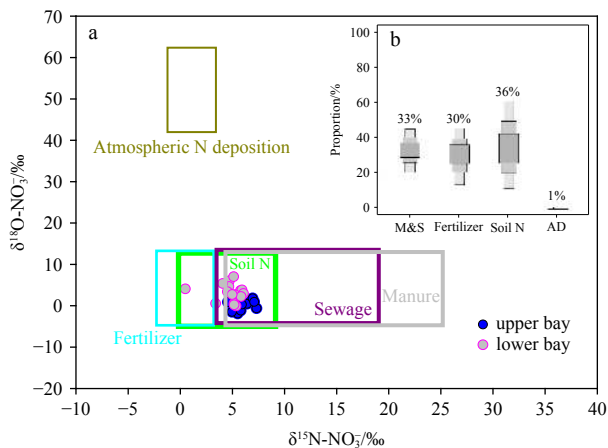 70
60
50
40
30
20
10
0
−10
−20
δ¹⁸O-NO₃⁻/‰
a
Atmospheric N deposition
b
100
80
60
40
20
0
Proportion/%
33%
30%
36%
1%
M&S Fertilizer Soil N AD
Soil N
Sewage
Manure
Fertilizer
upper bay
lower bay
−10 −5 0 5 10 15 20 25 30 35 40
δ¹⁵N-NO₃⁻/‰